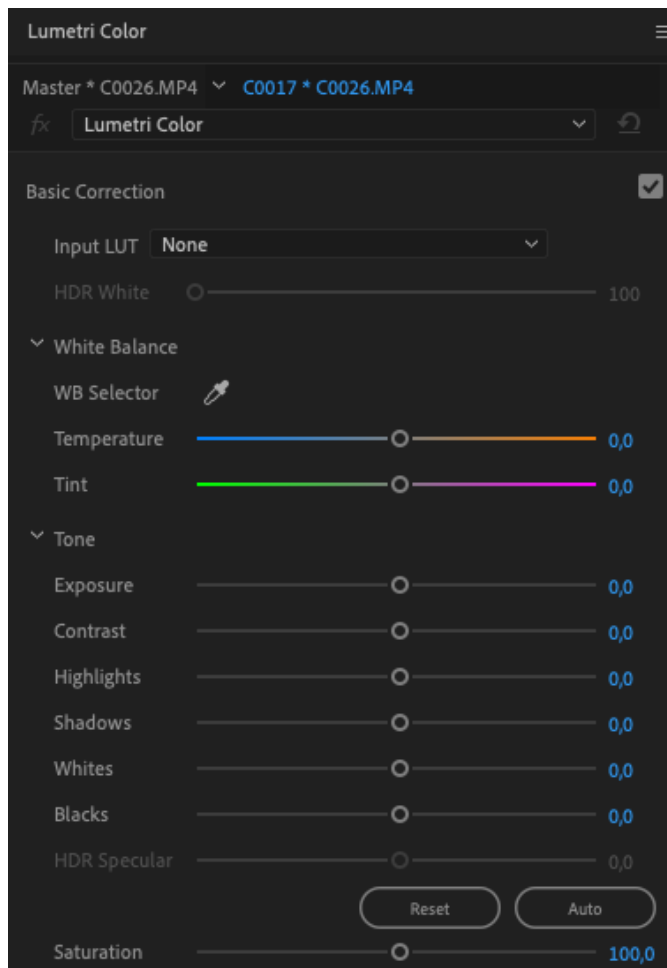 Lumetri Color
Master * C0026.MP4 C0017 * C0026.MP4
fx Lumetri Color
Basic Correction
Input LUT None
HDR White 100
White Balance
WB Selector
Temperature 0,0
Tint 0,0
Tone
Exposure 0,0
Contrast 0,0
Highlights 0,0
Shadows 0,0
Whites 0,0
Blacks 0,0
HDR Specular 0,0
Reset Auto
Saturation 100,0